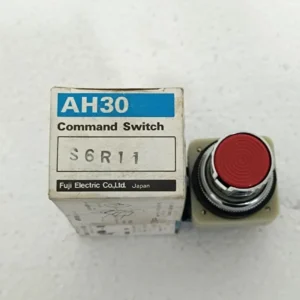 AH30
Command Switch
S6R11
Fuji Electric Co.,Ltd. Japan